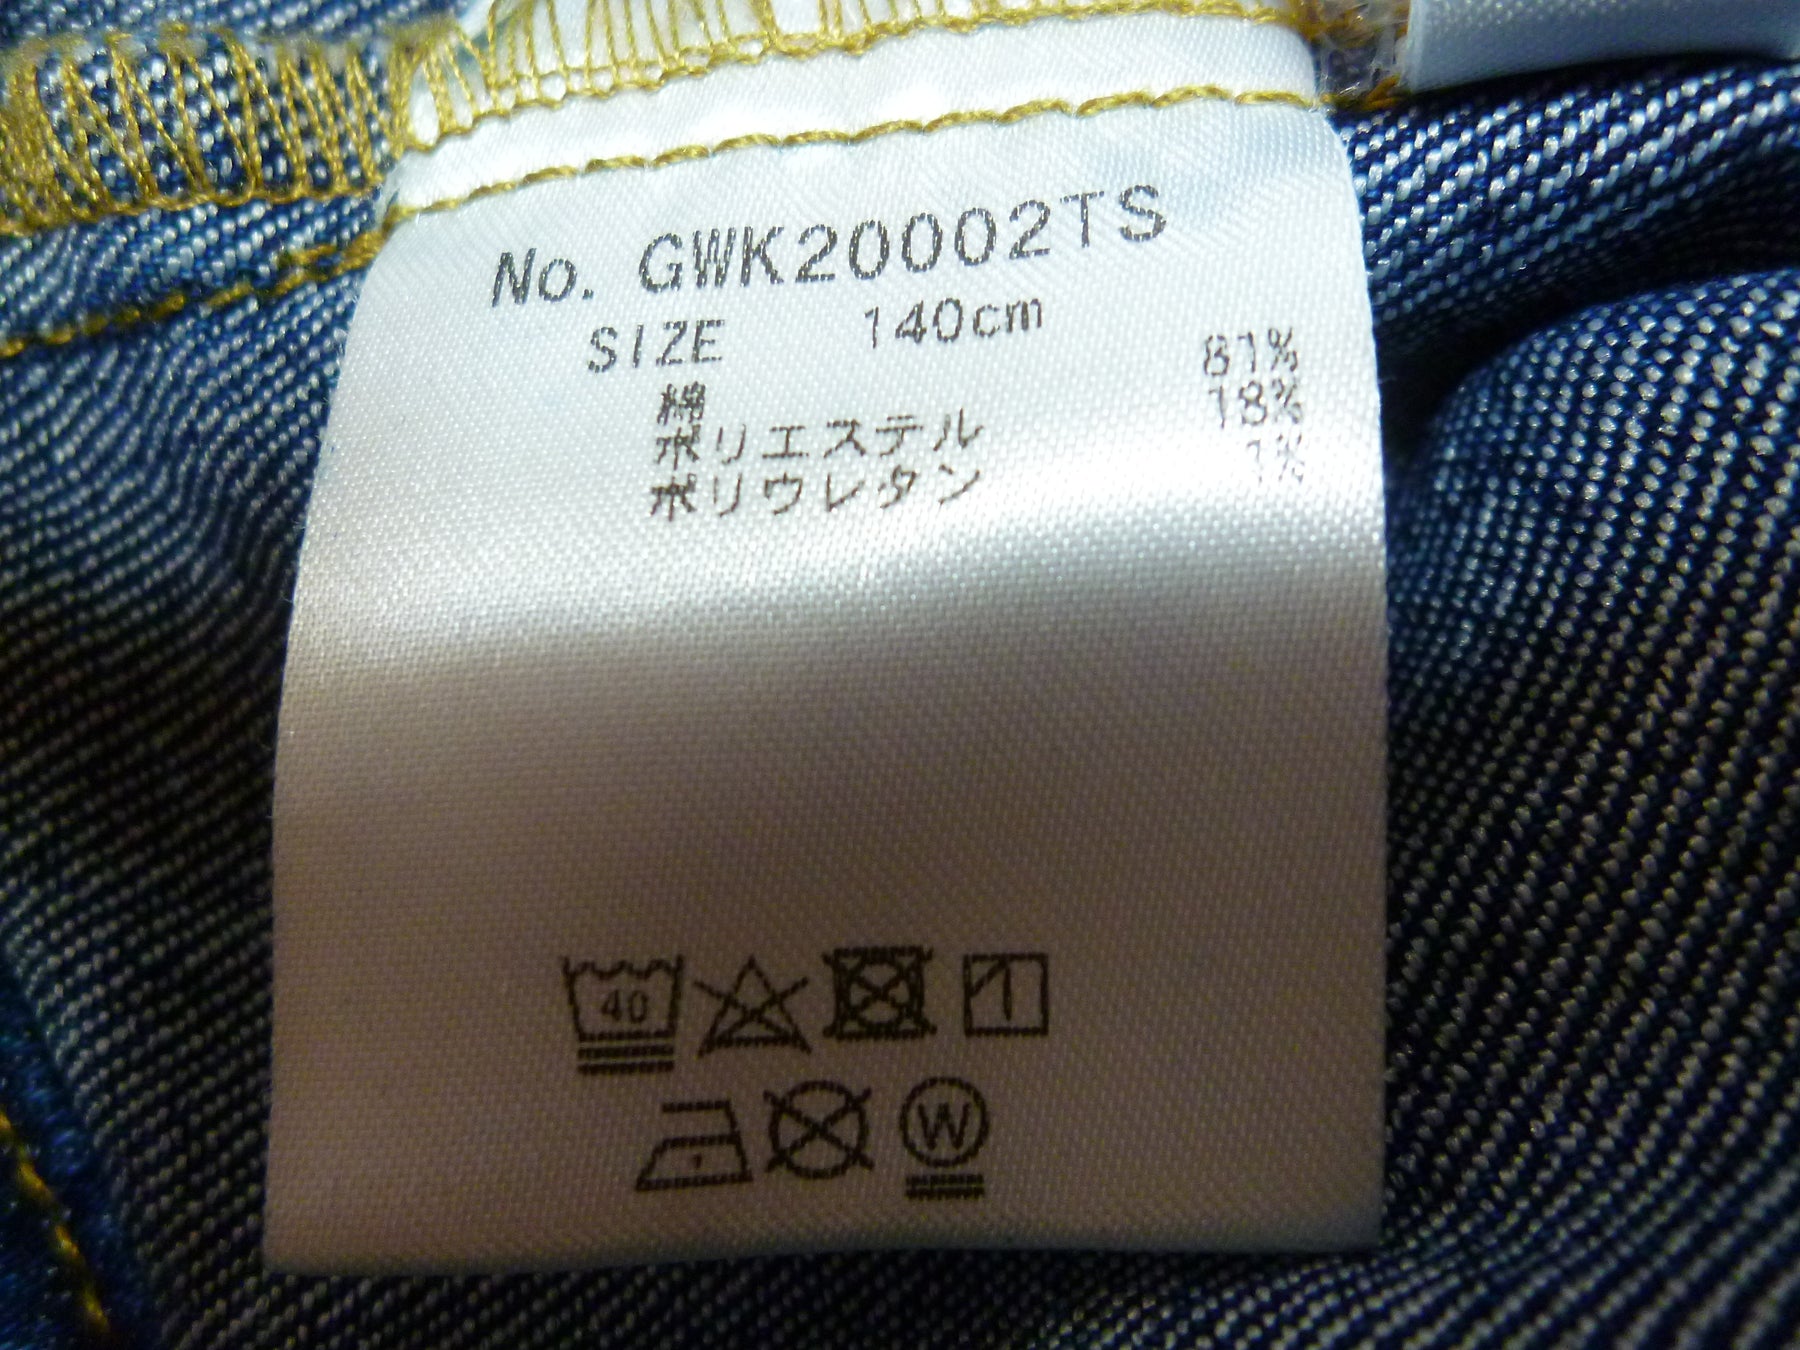 No. GWK20002TS
SIZE 140cm
綿 81%
ポリエステル 18%
ポリウレタン 1%
40
W